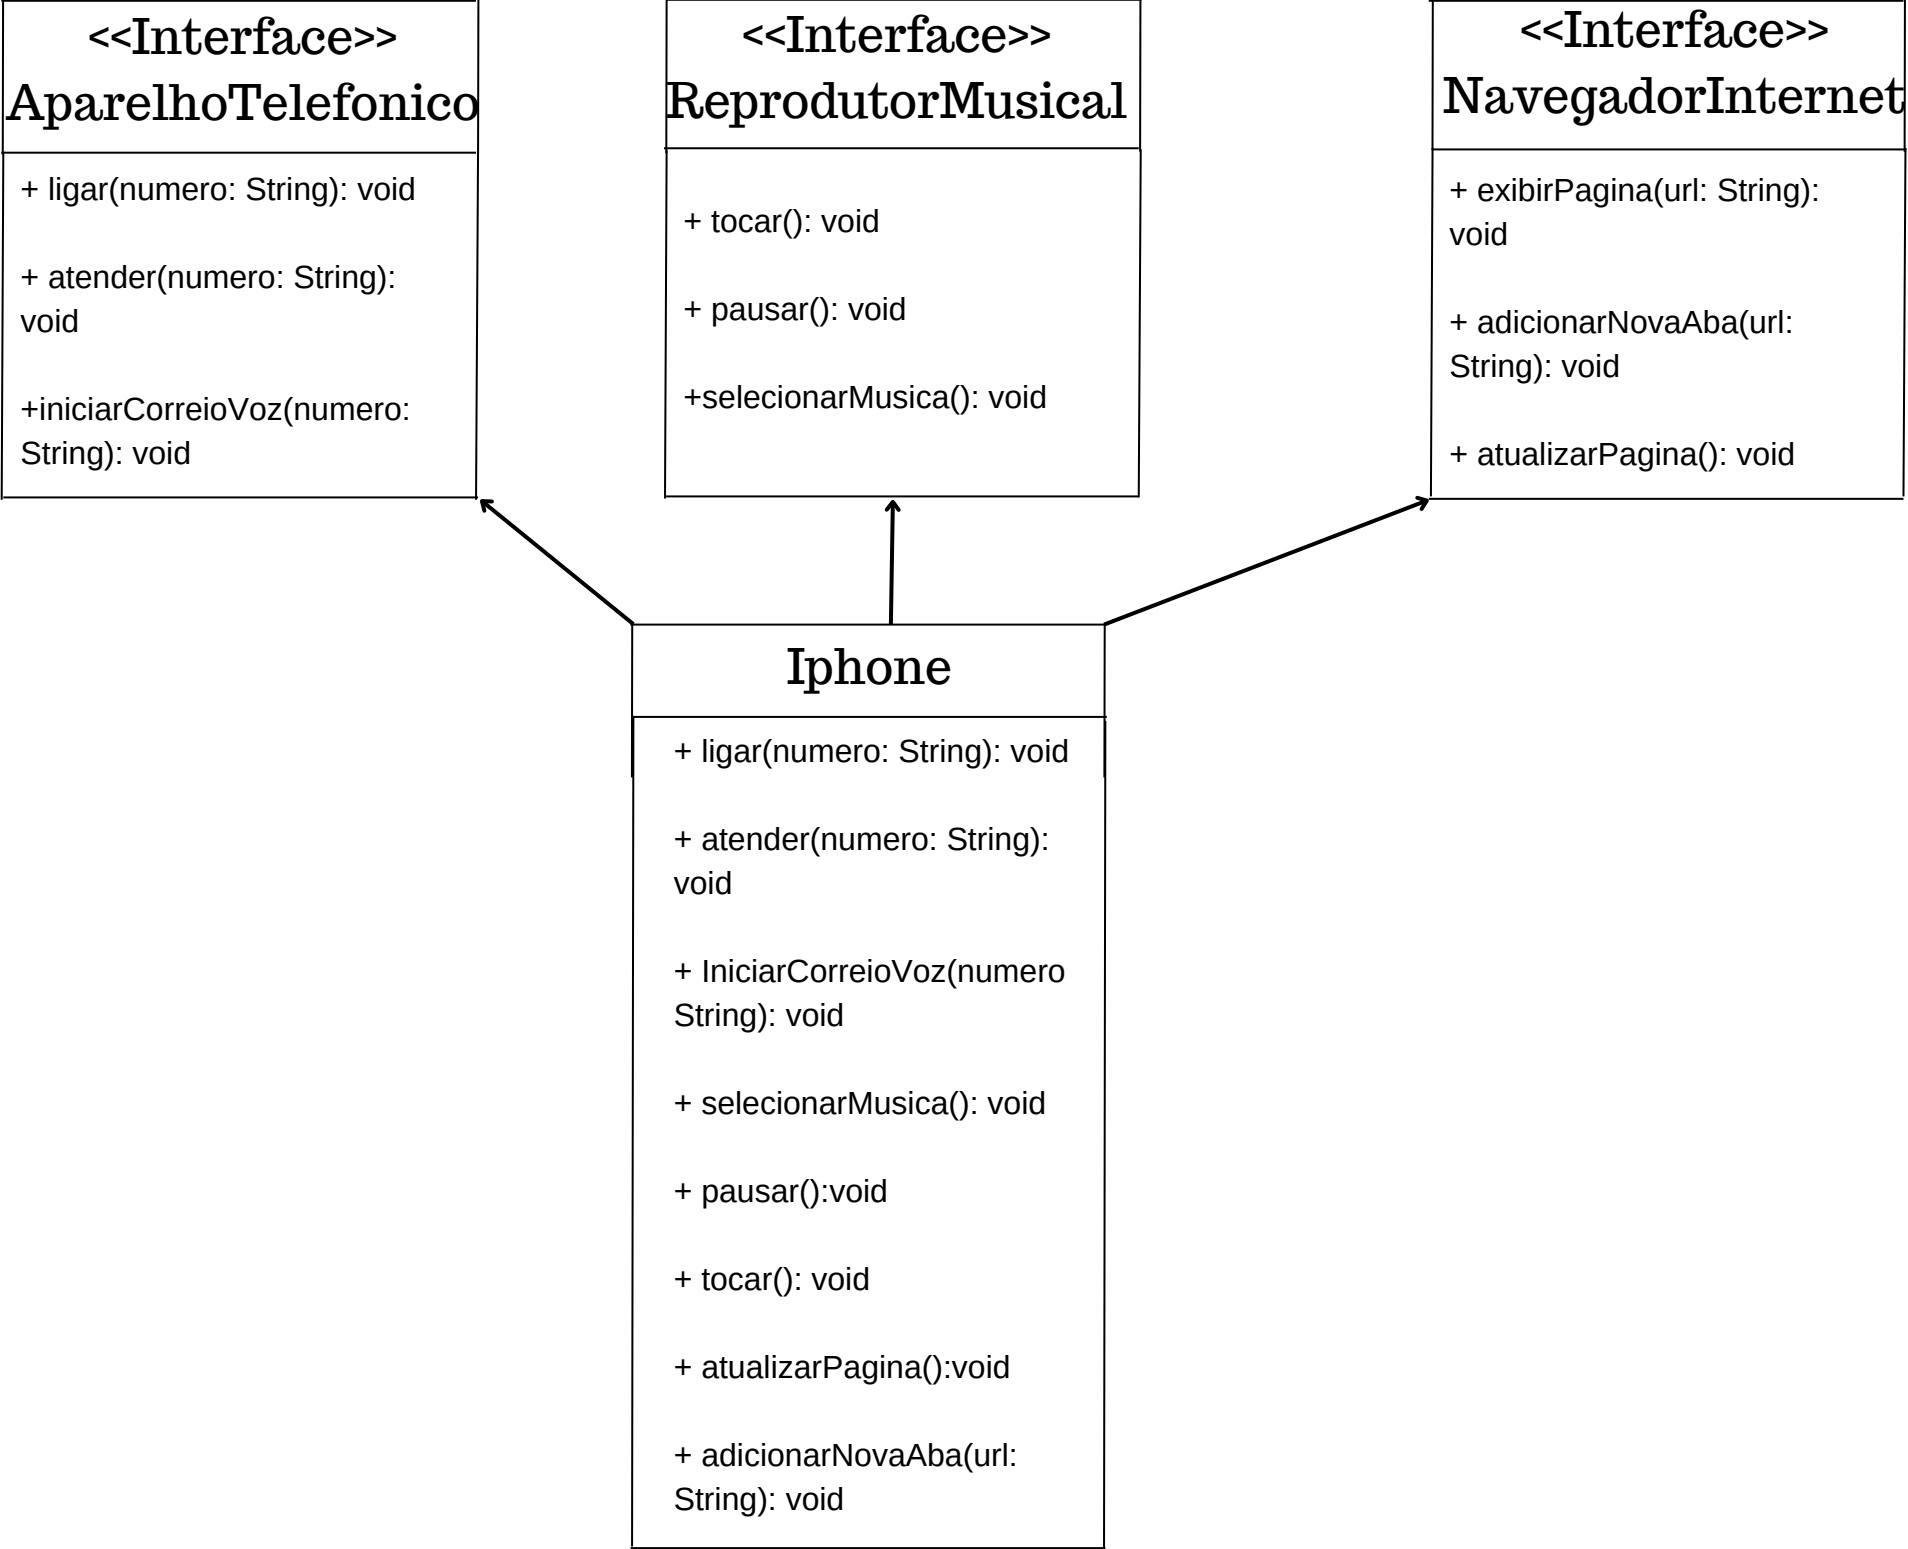 <<Interface>>
AparelhoTelefonico
+ ligar(numero: String): void
+ atender(numero: String):
void
+iniciarCorreioVoz(numero:
String): void
<<Interface>>
ReprodutorMusical
+ tocar(): void
+ pausar(): void
+selecionarMusica(): void
<<Interface>>
NavegadorInternet
+ exibirPagina(url: String):
void
+ adicionarNovaAba(url:
String): void
+ atualizarPagina(): void
Iphone
+ ligar(numero: String): void
+ atender(numero: String):
void
+ IniciarCorreioVoz(numero
String): void
+ selecionarMusica(): void
+ pausar():void
+ tocar(): void
+ atualizarPagina():void
+ adicionarNovaAba(url:
String): void